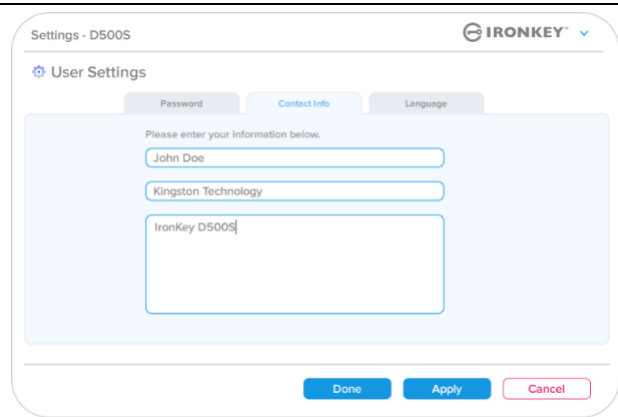 Settings - D500S
IRONKEY™
User Settings
Password
Contact Info
Language
Please enter your information below.
John Doe
Kingston Technology
IronKey D500S
Done
Apply
Cancel